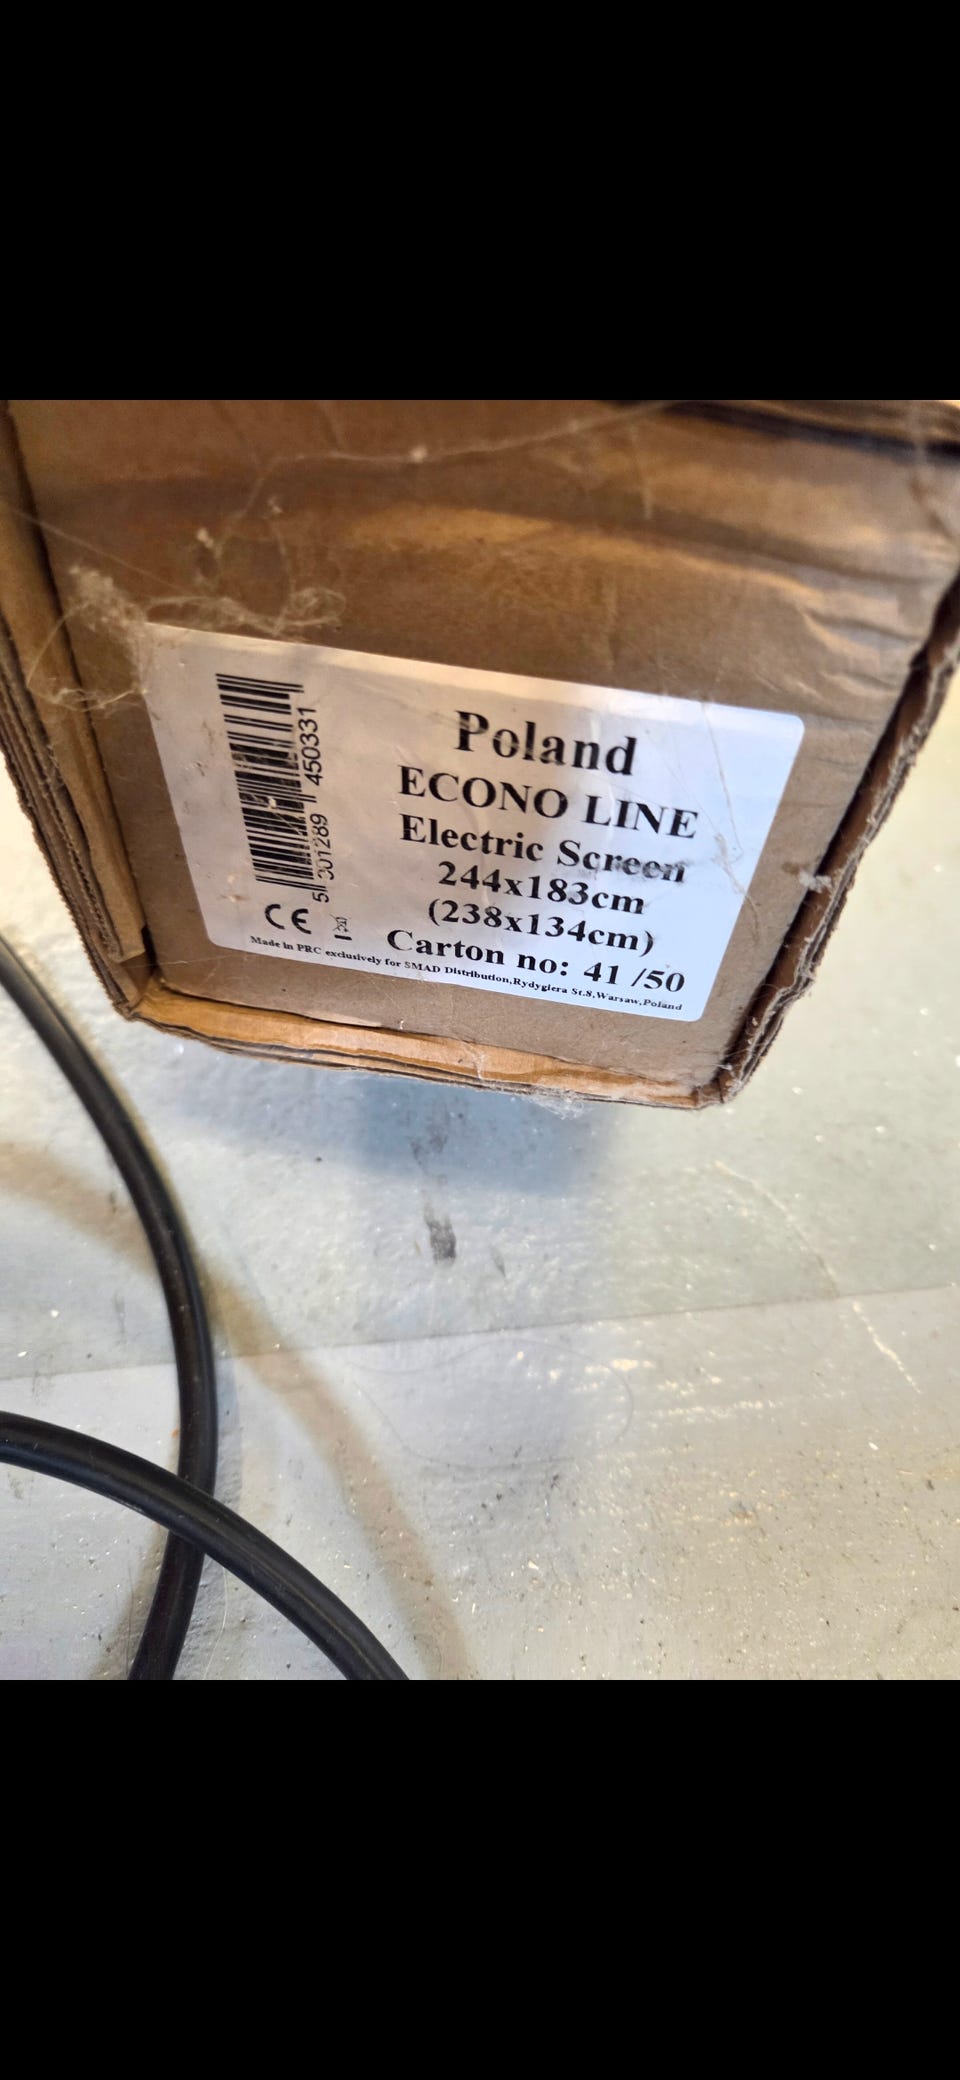 Poland
ECONO LINE
Electric Screen
244x183cm
(238x134cm)
Carton no: 41 /50
5 301289 450331
CE
Made in PRC exclusively for SMAD Distribution,Rydygiera St.8,Warsaw,Poland